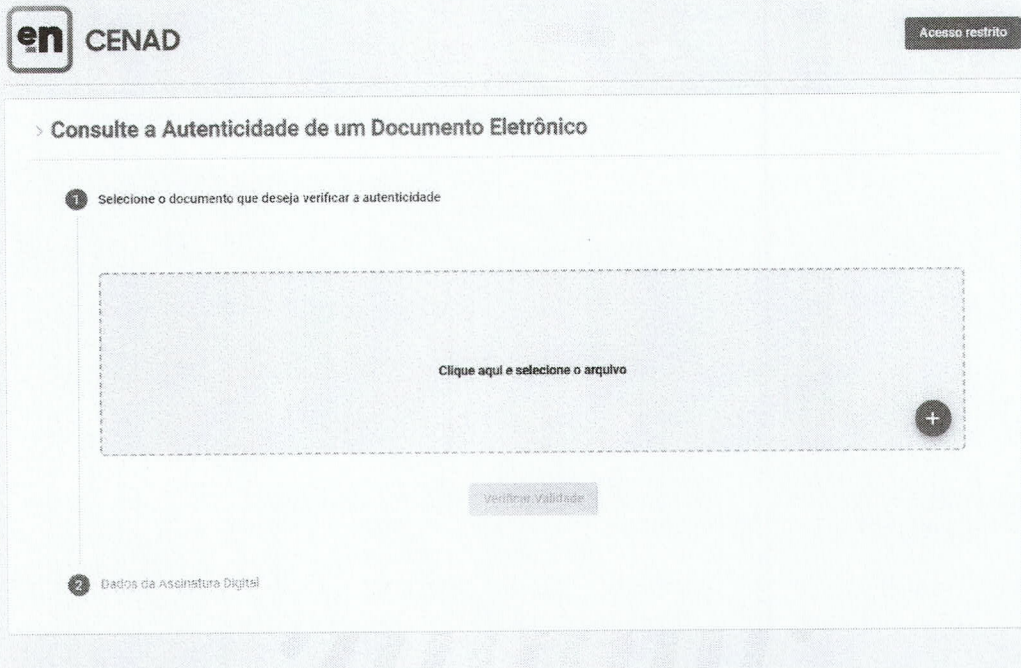 en CENAD
Acesso restrito
> Consulte a Autenticidade de um Documento Eletrônico
1 Selecione o documento que deseja verificar a autenticidade
Clique aqui e selecione o arquivo
+
Verificar Validade
2 Dados da Assinatura Digital